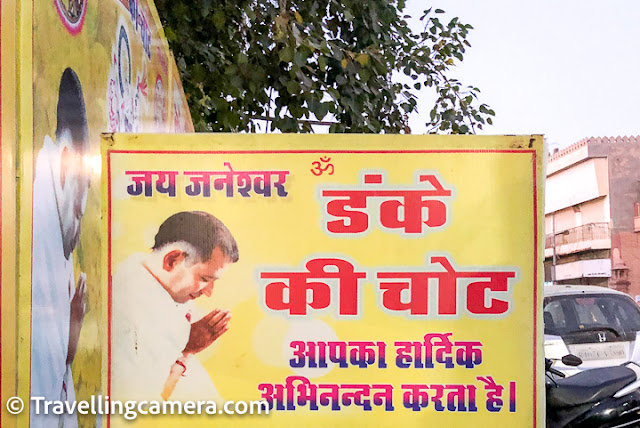 ॐ
जय जनेश्वर
डंके
की चोट
आपका हार्दिक
अभिनन्दन करता है।
© Travellingcamera.com